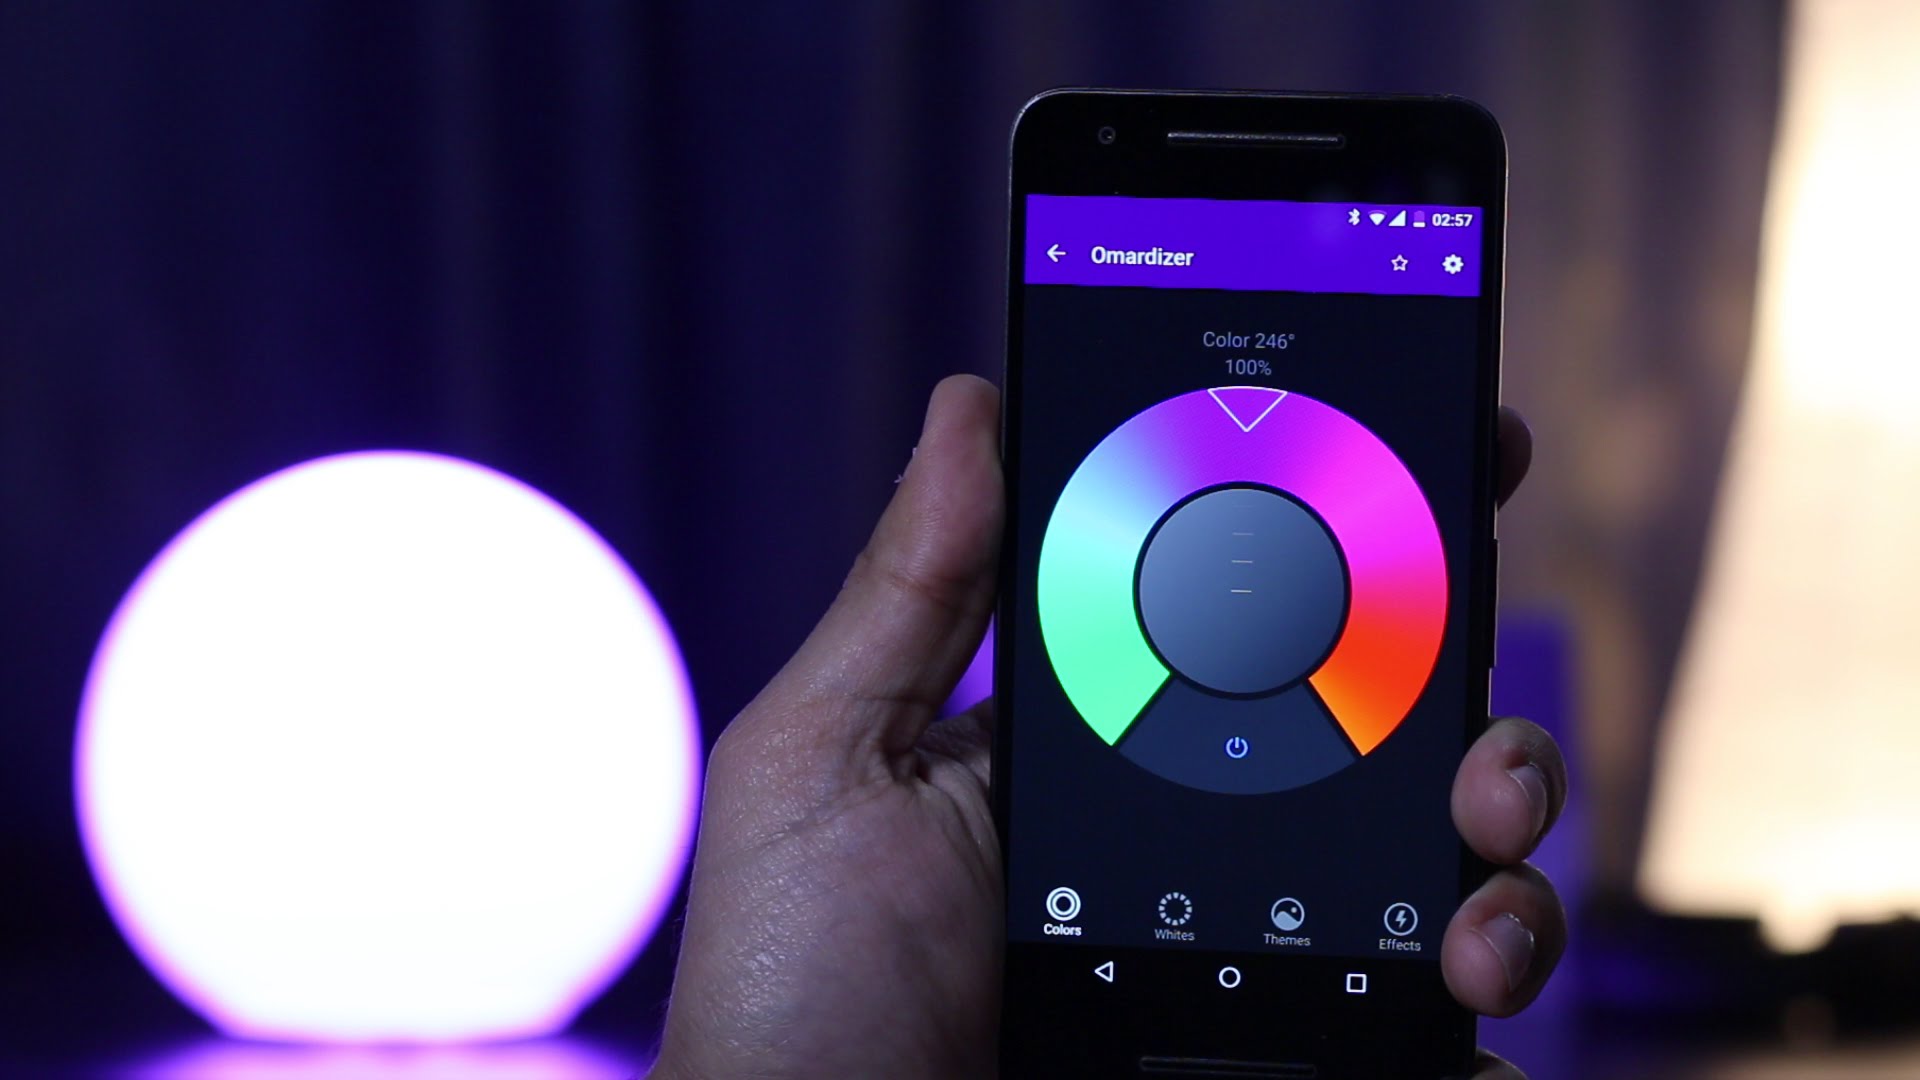 02:57
Omardizer
Color 246°
100%
Colors
Whites
Themes
Effects